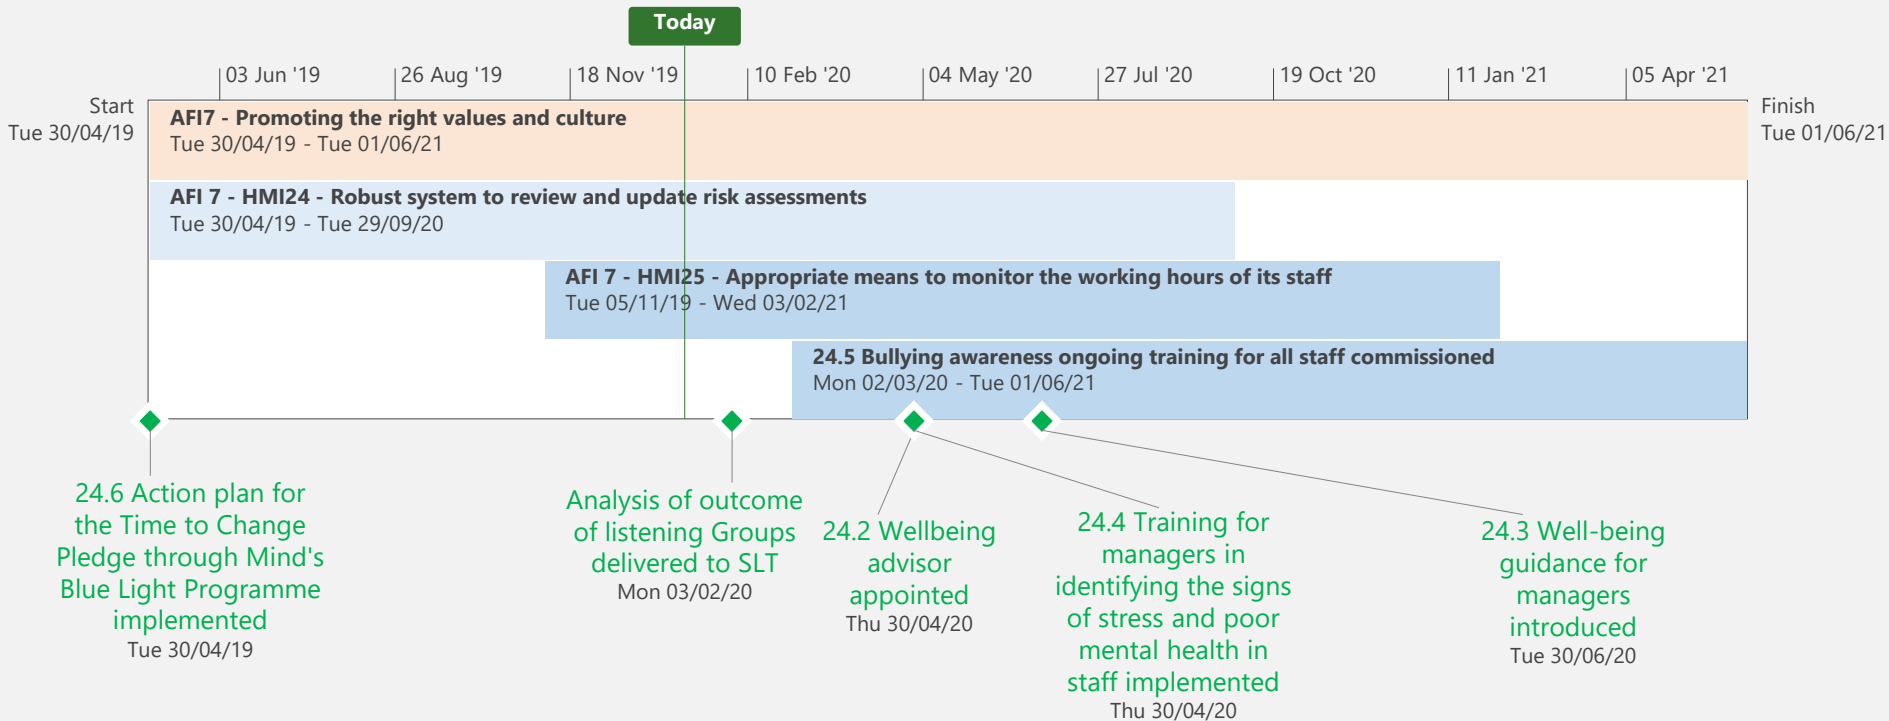 Today
03 Jun '19
26 Aug '19
18 Nov '19
10 Feb '20
04 May '20
27 Jul '20
19 Oct '20
11 Jan '21
05 Apr '21
Start
Tue 30/04/19
Finish
Tue 01/06/21
AFI7 - Promoting the right values and culture
Tue 30/04/19 - Tue 01/06/21
AFI 7 - HMI24 - Robust system to review and update risk assessments
Tue 30/04/19 - Tue 29/09/20
AFI 7 - HMI25 - Appropriate means to monitor the working hours of its staff
Tue 05/11/19 - Wed 03/02/21
24.5 Bullying awareness ongoing training for all staff commissioned
Mon 02/03/20 - Tue 01/06/21
24.6 Action plan for
the Time to Change
Pledge through Mind's
Blue Light Programme
implemented
Tue 30/04/19
Analysis of outcome
of listening Groups
delivered to SLT
Mon 03/02/20
24.2 Wellbeing
advisor
appointed
Thu 30/04/20
24.4 Training for
managers in
identifying the signs
of stress and poor
mental health in
staff implemented
Thu 30/04/20
24.3 Well-being
guidance for
managers
introduced
Tue 30/06/20